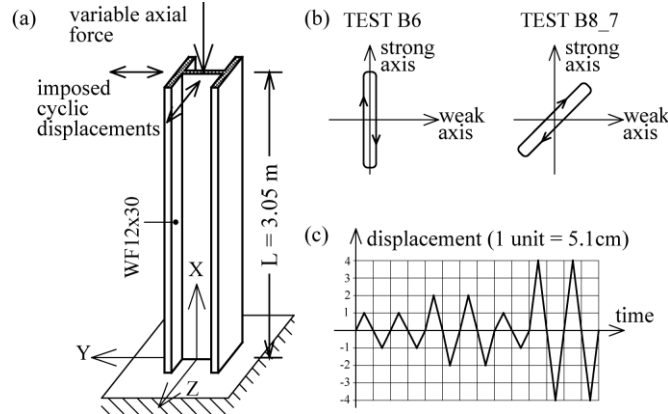 (a)
variable axial
force
imposed
cyclic
displacements
WF12x30
L = 3.05 m
X
Y
Z
(b)
TEST B6
strong
axis
weak
axis
TEST B8_7
strong
axis
weak
axis
(c)
displacement (1 unit = 5.1cm)
4
3
2
1
-1
-2
-3
-4
time